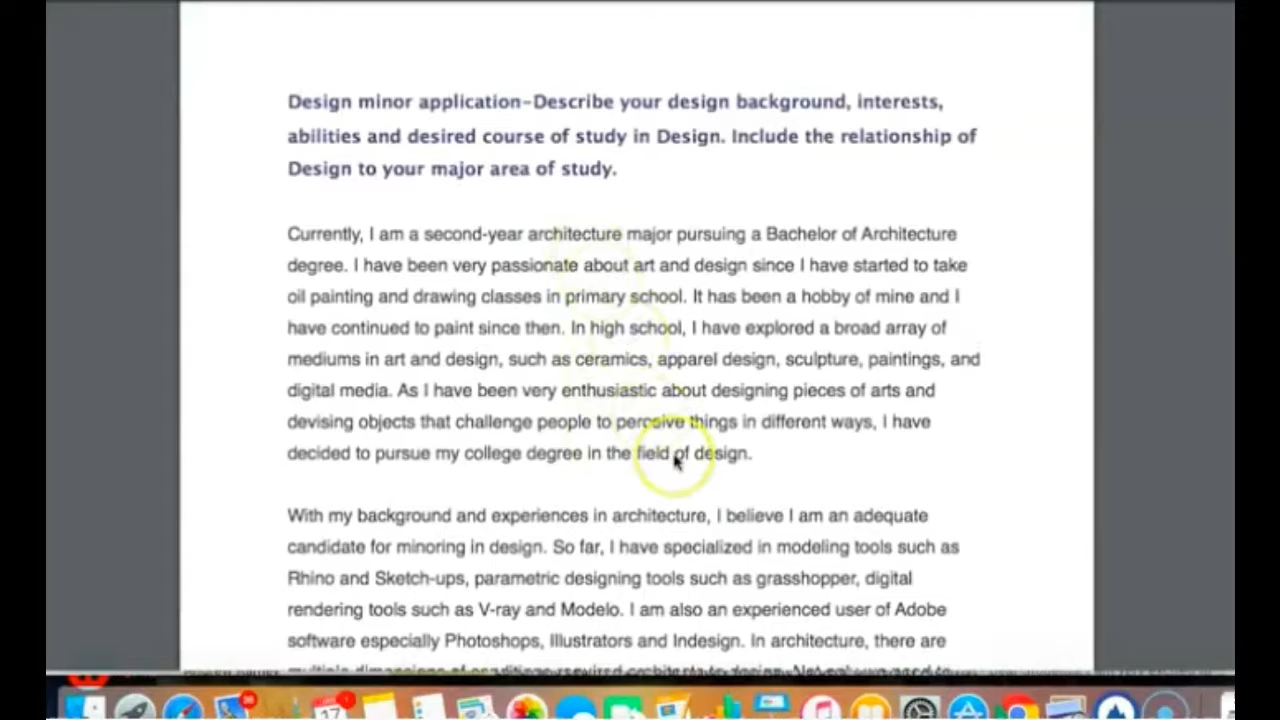 Design minor application–Describe your design background, interests,
abilities and desired course of study in Design. Include the relationship of
Design to your major area of study.
Currently, I am a second-year architecture major pursuing a Bachelor of Architecture
degree. I have been very passionate about art and design since I have started to take
oil painting and drawing classes in primary school. It has been a hobby of mine and I
have continued to paint since then. In high school, I have explored a broad array of
mediums in art and design, such as ceramics, apparel design, sculpture, paintings, and
digital media. As I have been very enthusiastic about designing pieces of arts and
devising objects that challenge people to perceive things in different ways, I have
decided to pursue my college degree in the field of design.
With my background and experiences in architecture, I believe I am an adequate
candidate for minoring in design. So far, I have specialized in modeling tools such as
Rhino and Sketch-ups, parametric designing tools such as grasshopper, digital
rendering tools such as V-ray and Modelo. I am also an experienced user of Adobe
software especially Photoshops, Illustrators and Indesign. In architecture, there are
17